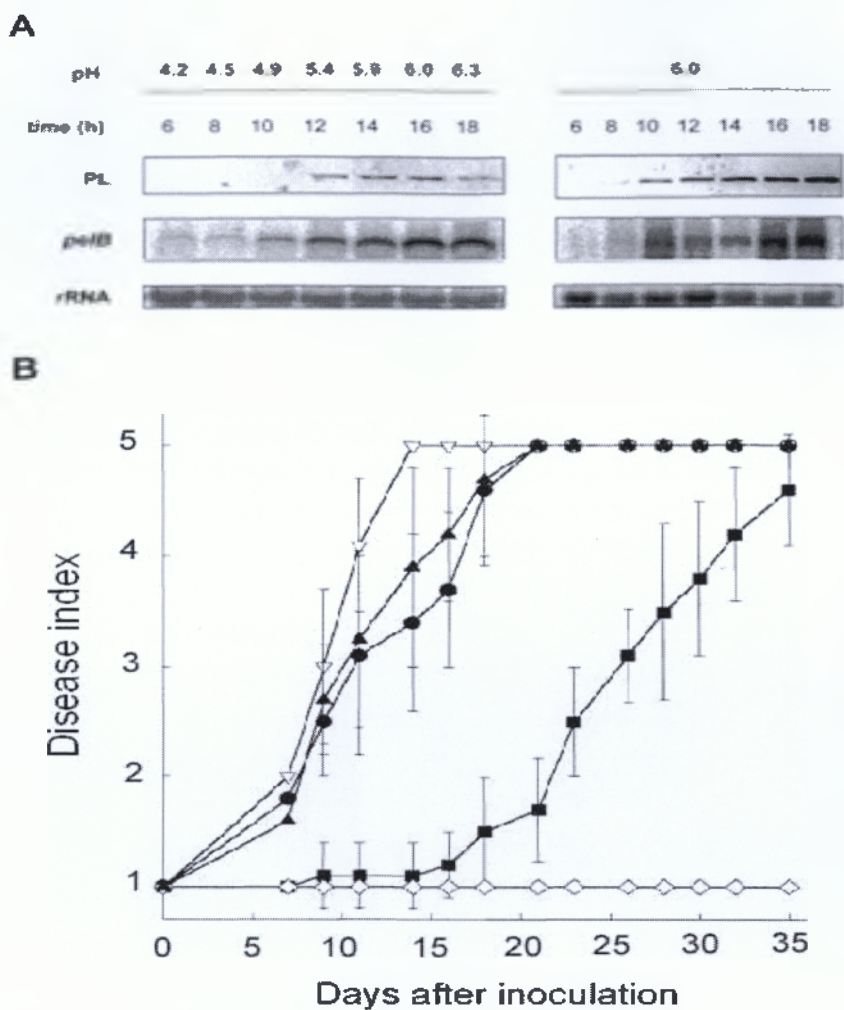 A
pH 4.2 4.5 4.9 5.4 5.9 6.0 6.3 6.0
time (h) 6 8 10 12 14 16 18 6 8 10 12 14 16 18
PL
pelB
rRNA
B
5
4
3
2
1
Disease index
0 5 10 15 20 25 30 35
Days after inoculation